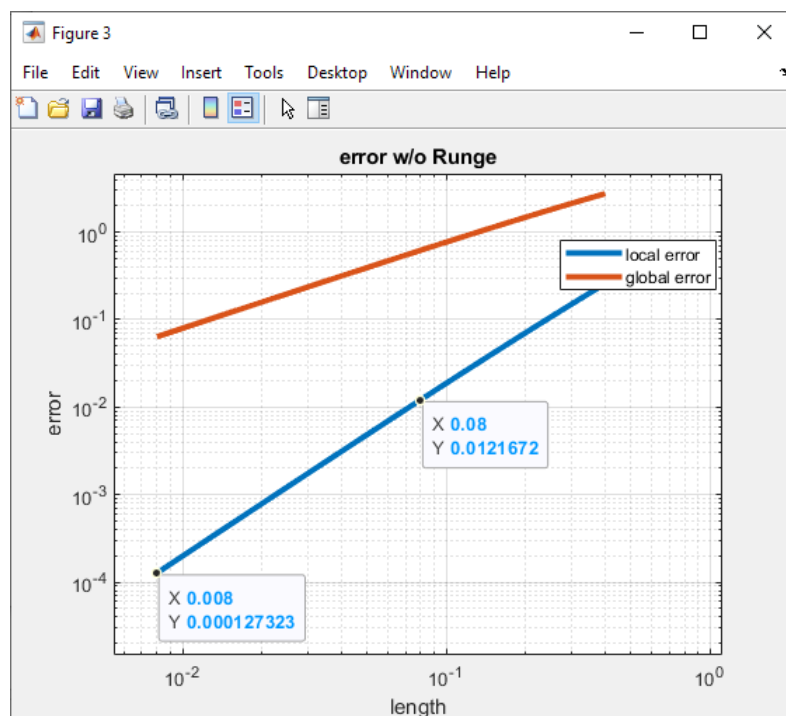 Figure 3
File Edit View Insert Tools Desktop Window Help
error w/o Runge
local error
global error
10^0
10^-1
10^-2
10^-3
10^-4
error
X 0.08
Y 0.0121672
X 0.008
Y 0.000127323
10^-2 10^-1 10^0
length